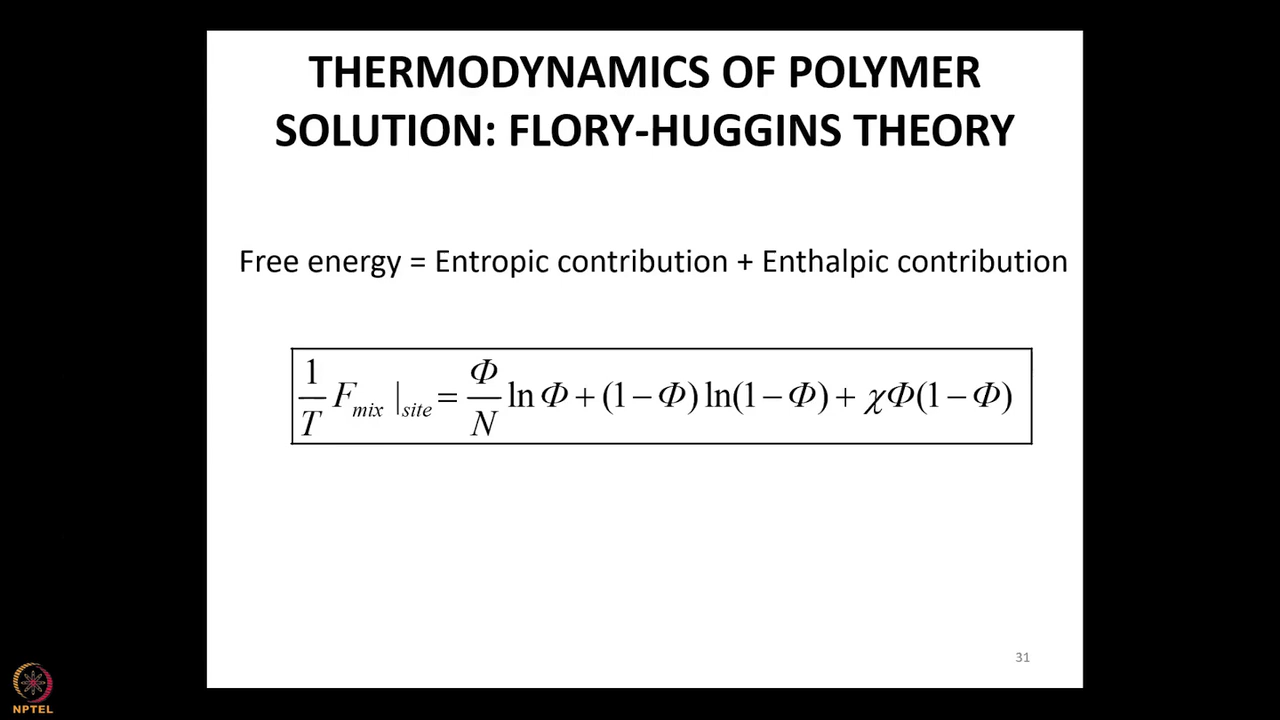 THERMODYNAMICS OF POLYMER
SOLUTION: FLORY-HUGGINS THEORY
Free energy = Entropic contribution + Enthalpic contribution
1/T F_mix |_site = Φ/N ln Φ + (1 − Φ) ln(1 − Φ) + χΦ(1 − Φ)
31
NPTEL